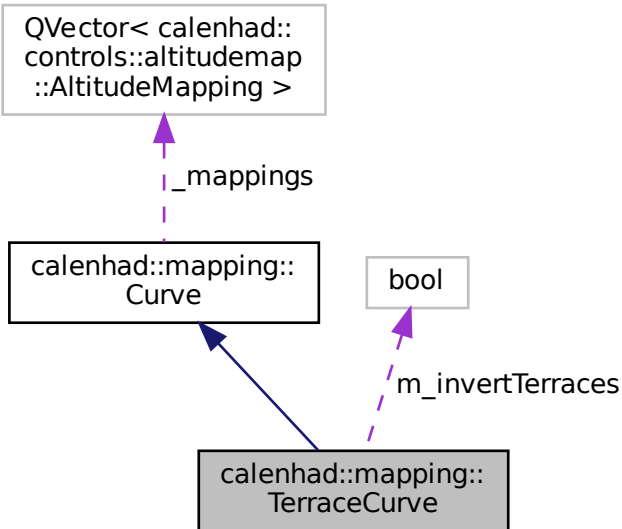 QVector< calenhad::
controls::altitudemap
::AltitudeMapping >
_mappings
calenhad::mapping::
Curve
bool
m_invertTerraces
calenhad::mapping::
TerraceCurve